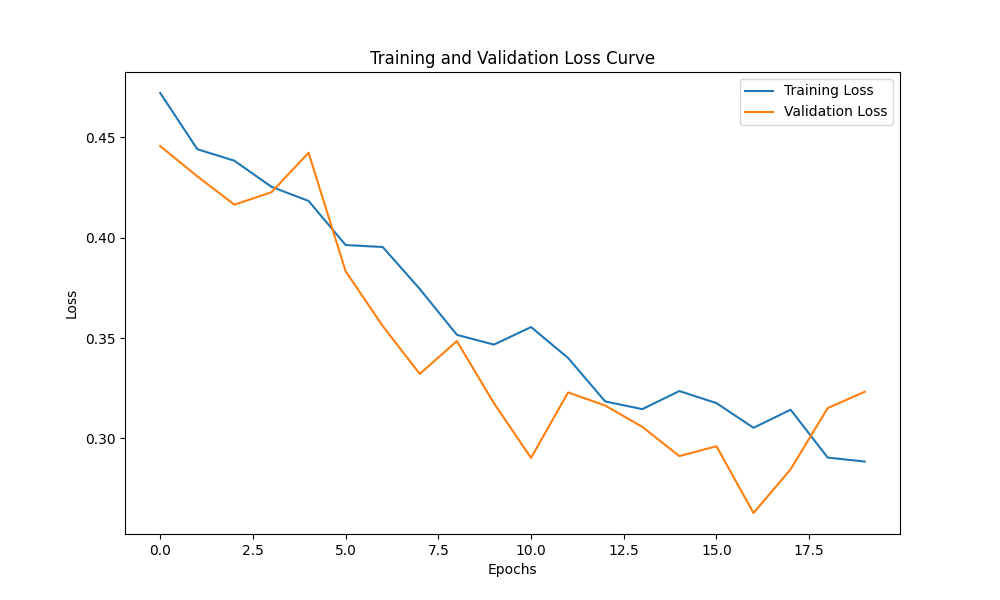 Training and Validation Loss Curve
Training Loss
Validation Loss
0.45
0.40
0.35
0.30
Loss
0.0 2.5 5.0 7.5 10.0 12.5 15.0 17.5
Epochs